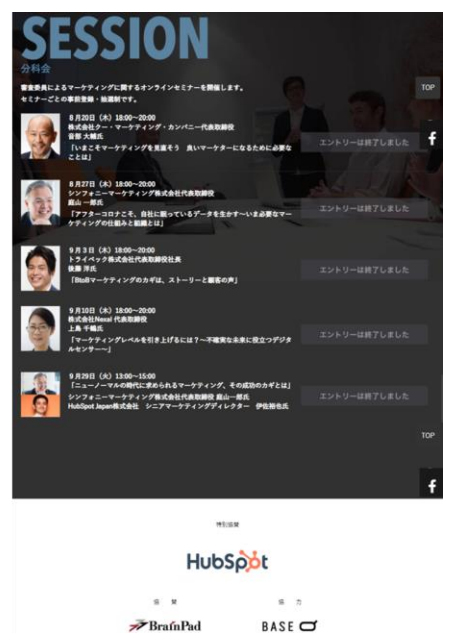 SESSION
分科会
審査委員によるマーケティングに関するオンラインセミナーを開催します。
セミナーごとの事前登録・抽選制です。
TOP
8月20日（木）18:00～20:00
株式会社クー・マーケティング・カンパニー代表取締役
音部 大輔氏
「いまこそマーケティングを見直そう　良いマーケターになるために必要な
ことは」
エントリーは終了しました
f
8月27日（木）18:00～20:00
シンフォニーマーケティング株式会社代表取締役
庭山 一郎氏
「アフターコロナこそ、自社に眠っているデータを生かす～いま必要なマー
ケティングの仕組みと組織とは」
エントリーは終了しました
9月3日（木）18:00～20:00
トライベック株式会社代表取締役社長
後藤 洋氏
「BtoBマーケティングのカギは、ストーリーと顧客の声」
エントリーは終了しました
9月10日（木）18:00～20:00
株式会社Nexal 代表取締役
上島 千鶴氏
「マーケティングレベルを引き上げるには？～不確実な未来に役立つデジタ
ルセンサー～」
エントリーは終了しました
9月29日（火）13:00～15:00
「ニューノーマルの時代に求められるマーケティング、その成功のカギとは」
シンフォニーマーケティング株式会社代表取締役 庭山一郎氏
HubSpot Japan株式会社　シニアマーケティングディレクター　伊佐裕也氏
エントリーは終了しました
TOP
f
特別協賛
HubSpot
協 賛
協 力
BrainPad
BASE